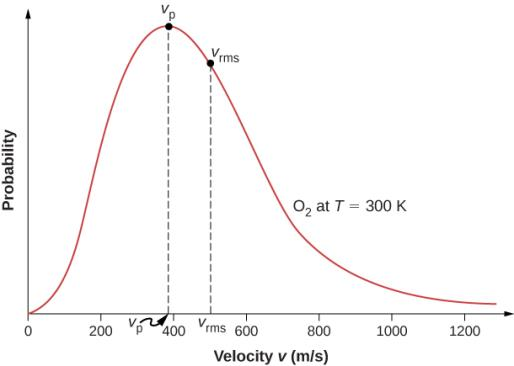 vp
vrms
Probability
O2 at T = 300 K
0 200 400 600 800 1000 1200
vp vrms
Velocity v (m/s)